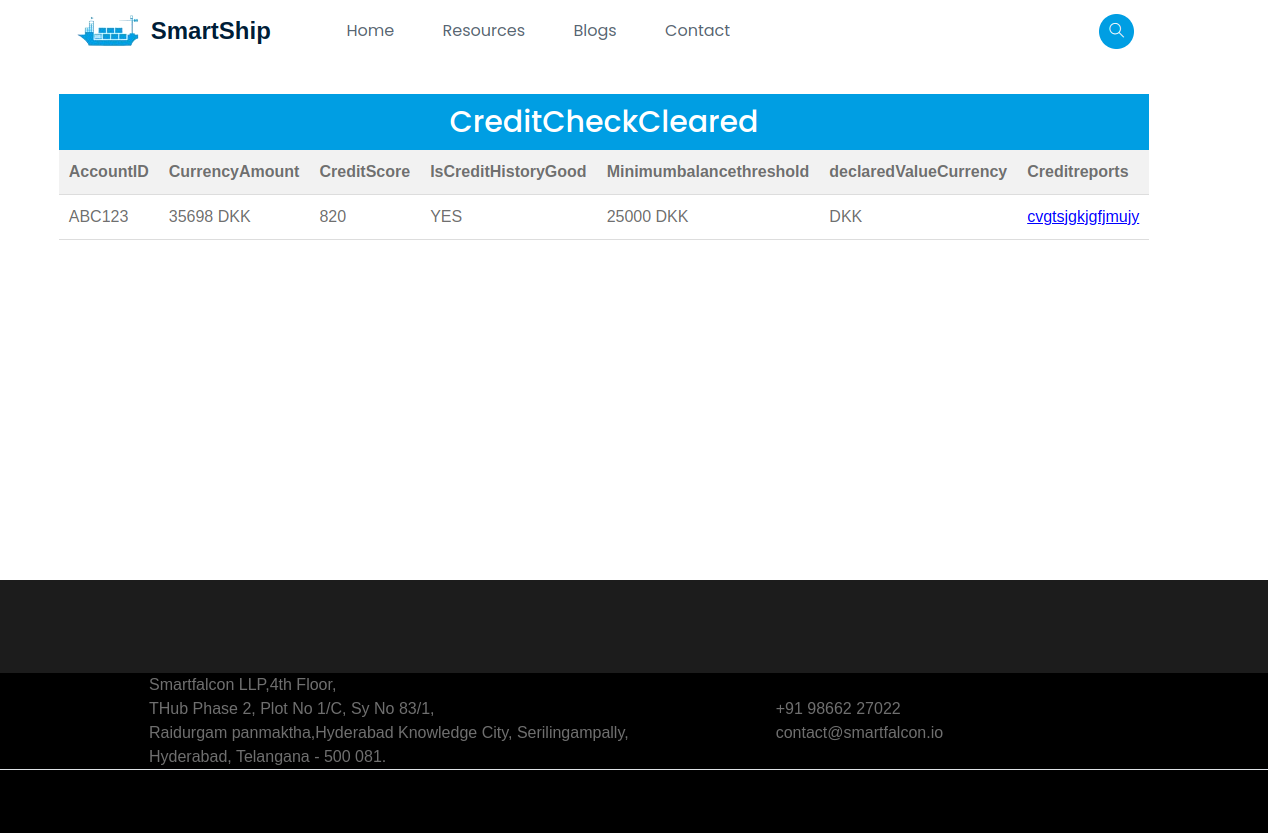 SmartShip Home Resources Blogs Contact
CreditCheckCleared
AccountID CurrencyAmount CreditScore IsCreditHistoryGood Minimumbalancethreshold declaredValueCurrency Creditreports
ABC123 35698 DKK 820 YES 25000 DKK DKK cvgtsjgkjgfjmujy
Smartfalcon LLP,4th Floor,
THub Phase 2, Plot No 1/C, Sy No 83/1,
Raidurgam panmaktha,Hyderabad Knowledge City, Serilingampally,
Hyderabad, Telangana - 500 081.
+91 98662 27022
contact@smartfalcon.io